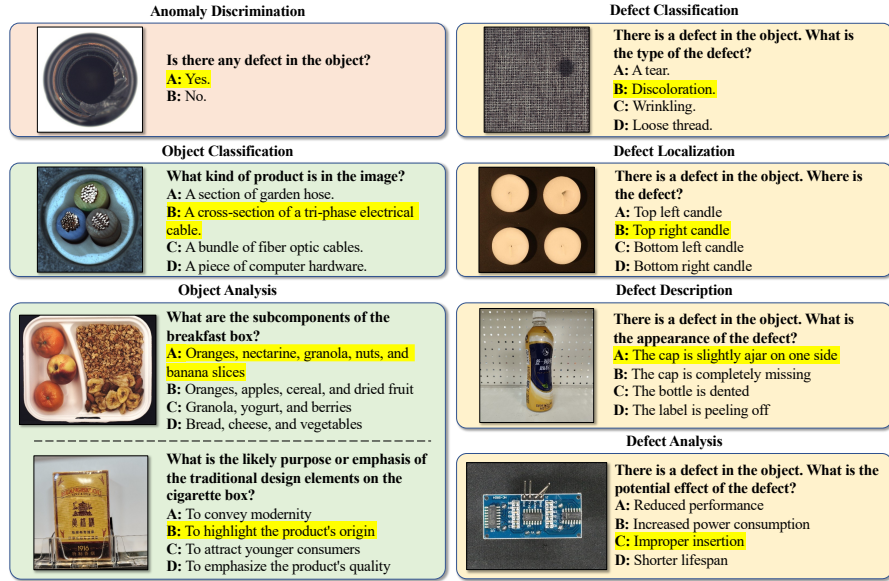 Anomaly Discrimination
Is there any defect in the object?
A: Yes.
B: No.
Object Classification
What kind of product is in the image?
A: A section of garden hose.
B: A cross-section of a tri-phase electrical
cable.
C: A bundle of fiber optic cables.
D: A piece of computer hardware.
Object Analysis
What are the subcomponents of the
breakfast box?
A: Oranges, nectarine, granola, nuts, and
banana slices
B: Oranges, apples, cereal, and dried fruit
C: Granola, yogurt, and berries
D: Bread, cheese, and vegetables
What is the likely purpose or emphasis of
the traditional design elements on the
cigarette box?
A: To convey modernity
B: To highlight the product's origin
C: To attract younger consumers
D: To emphasize the product's quality
1916
Defect Classification
There is a defect in the object. What is
the type of the defect?
A: A tear.
B: Discoloration.
C: Wrinkling.
D: Loose thread.
Defect Localization
There is a defect in the object. Where is
the defect?
A: Top left candle
B: Top right candle
C: Bottom left candle
D: Bottom right candle
Defect Description
There is a defect in the object. What is
the appearance of the defect?
A: The cap is slightly ajar on one side
B: The cap is completely missing
C: The bottle is dented
D: The label is peeling off
Defect Analysis
There is a defect in the object. What is the
potential effect of the defect?
A: Reduced performance
B: Increased power consumption
C: Improper insertion
D: Shorter lifespan